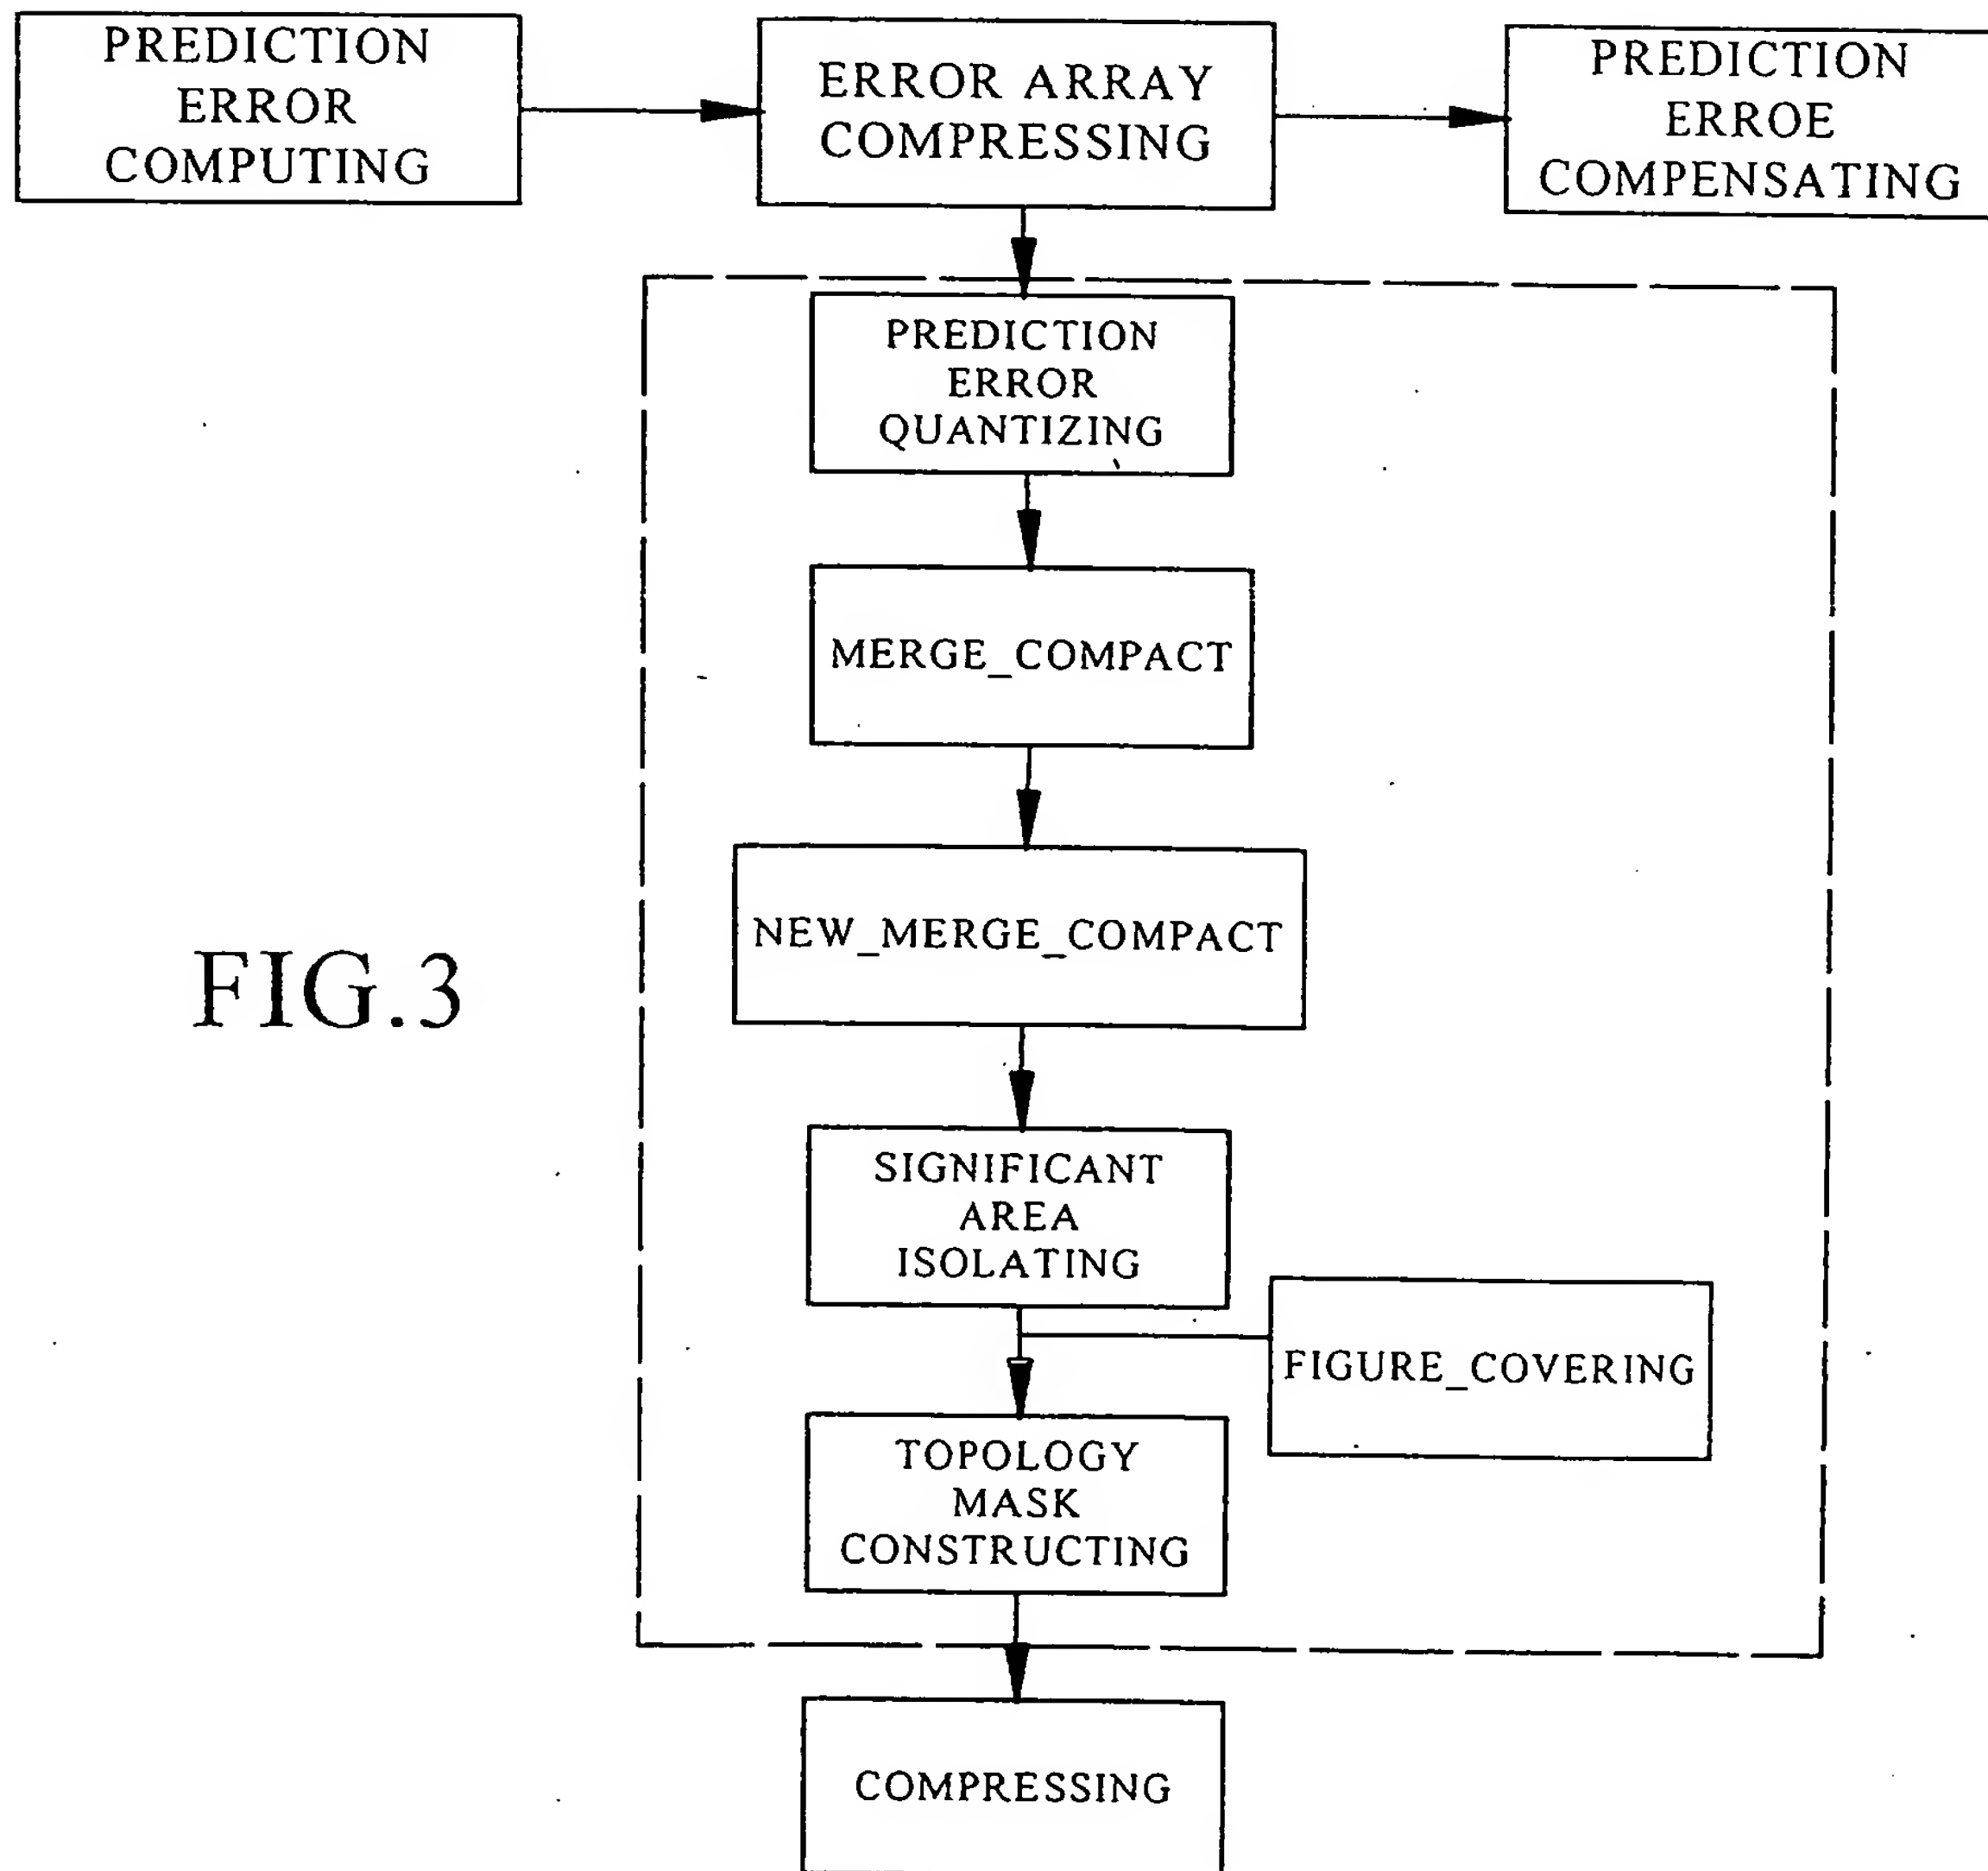 PREDICTION
ERROR
COMPUTING
ERROR ARRAY
COMPRESSING
PREDICTION
ERROE
COMPENSATING
PREDICTION
ERROR
QUANTIZING
MERGE_COMPACT
NEW_MERGE_COMPACT
FIG.3
SIGNIFICANT
AREA
ISOLATING
FIGURE_COVERING
TOPOLOGY
MASK
CONSTRUCTING
COMPRESSING